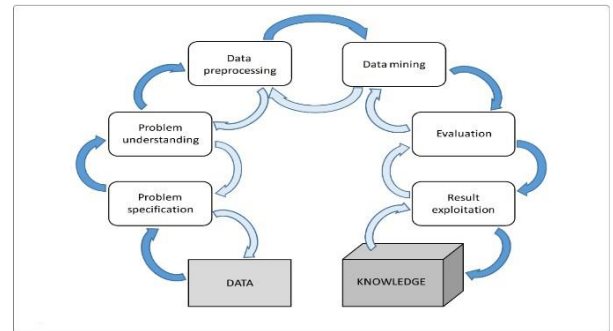 Data
preprocessing
Data mining
Problem
understanding
Evaluation
Problem
specification
Result
exploitation
DATA
KNOWLEDGE